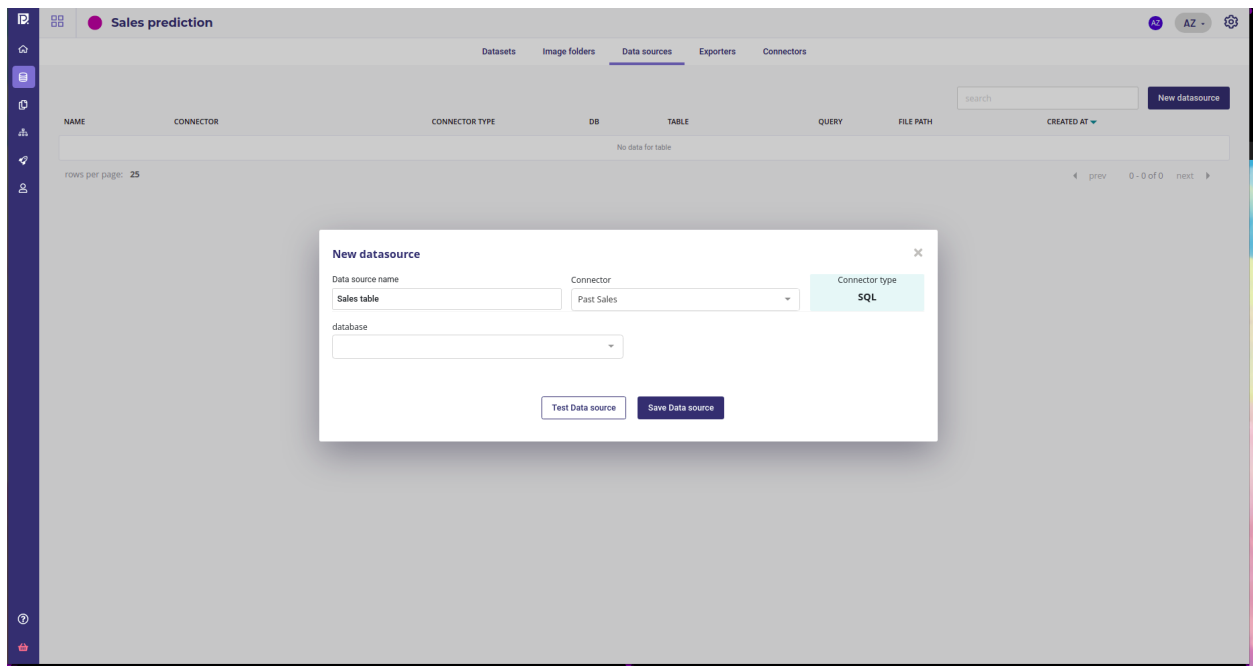 P.
Sales prediction
AZ
AZ
Datasets Image folders Data sources Exporters Connectors
search
New datasource
NAME CONNECTOR CONNECTOR TYPE DB TABLE QUERY FILE PATH CREATED AT
No data for table
rows per page: 25
prev 0 - 0 of 0 next
New datasource
Data source name Connector Connector type
Sales table Past Sales SQL
database
Test Data source Save Data source